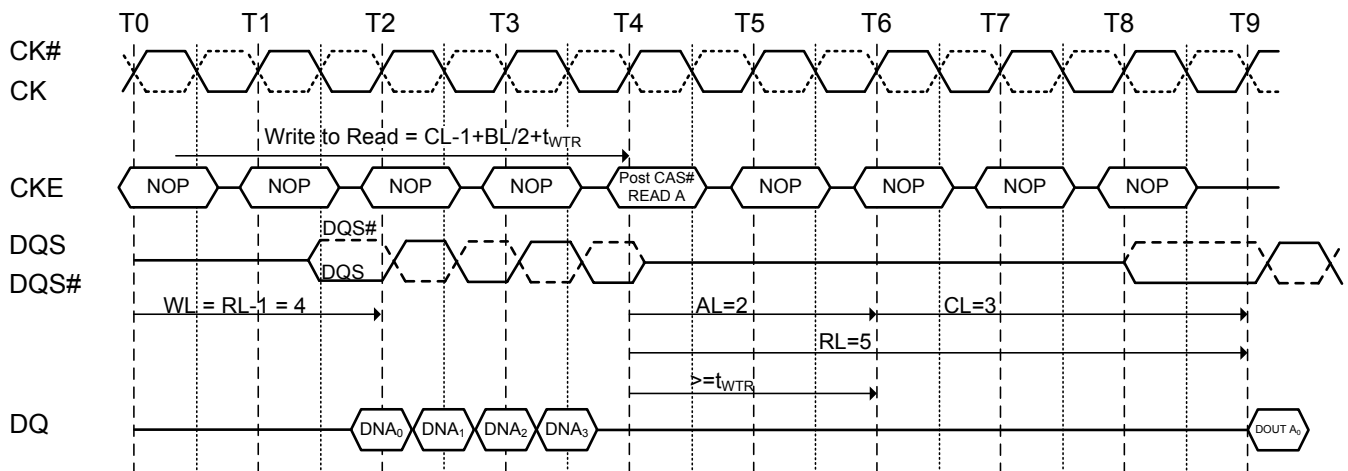 T0 T1 T2 T3 T4 T5 T6 T7 T8 T9
CK#
CK
Write to Read = CL-1+BL/2+tWTR
CKE NOP NOP NOP NOP Post CAS# READ A NOP NOP NOP NOP
DQS DQS#
DQS# DQS
WL = RL-1 = 4 AL=2 CL=3
RL=5
>=tWTR
DQ DNA0 DNA1 DNA2 DNA3 DOUT A0